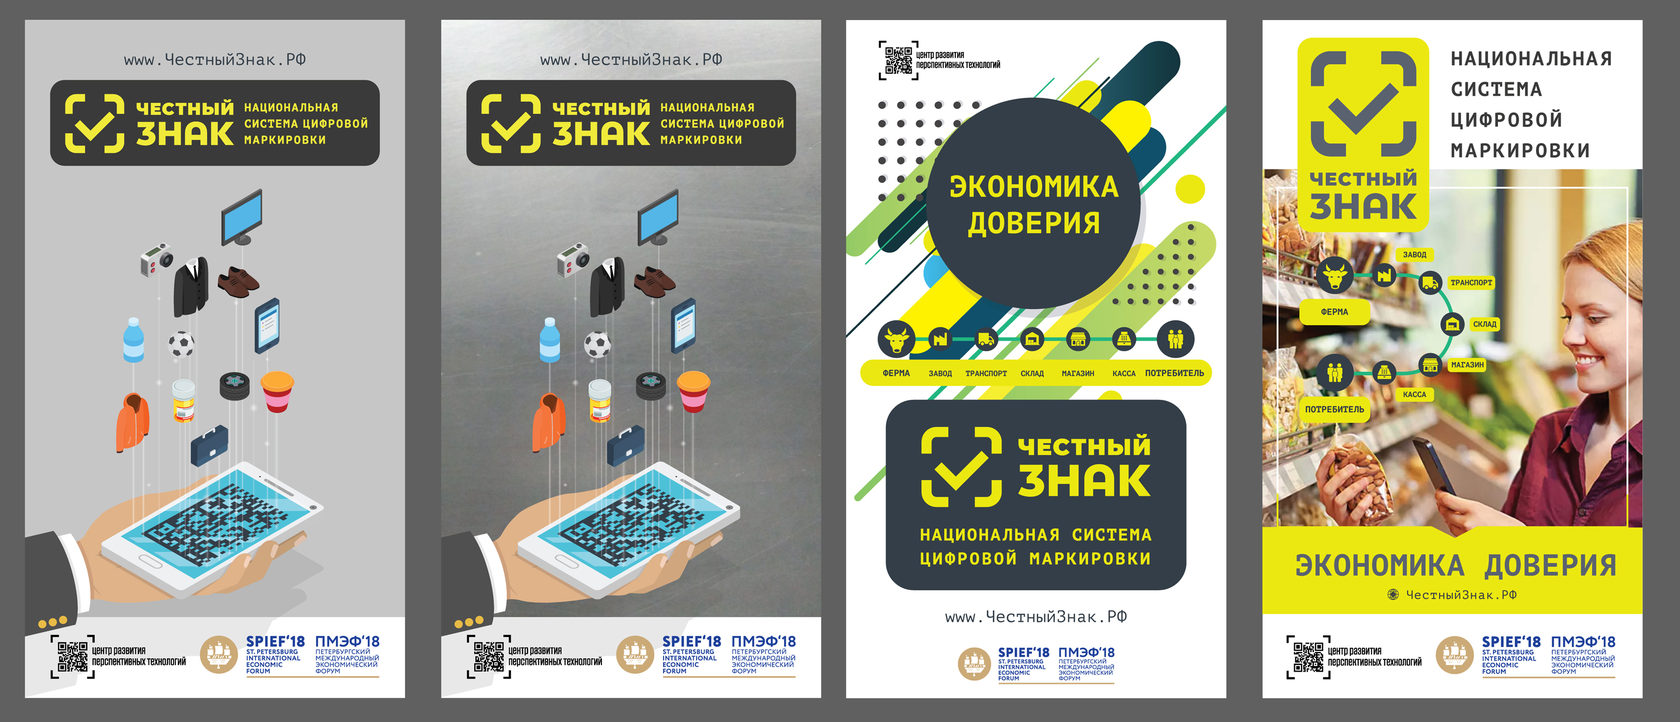 www.ЧестныйЗнак.РФ
ЧЕСТНЫЙ
ЗНАК
НАЦИОНАЛЬНАЯ
СИСТЕМА ЦИФРОВОЙ
МАРКИРОВКИ
центр развития
перспективных технологий
SPIEF'18
ST. PETERSBURG
INTERNATIONAL
ECONOMIC
FORUM
ПМЭФ'18
ПЕТЕРБУРГСКИЙ
МЕЖДУНАРОДНЫЙ
ЭКОНОМИЧЕСКИЙ
ФОРУМ
www.ЧестныйЗнак.РФ
ЧЕСТНЫЙ
ЗНАК
НАЦИОНАЛЬНАЯ
СИСТЕМА ЦИФРОВОЙ
МАРКИРОВКИ
центр развития
перспективных технологий
SPIEF'18
ST. PETERSBURG
INTERNATIONAL
ECONOMIC
FORUM
ПМЭФ'18
ПЕТЕРБУРГСКИЙ
МЕЖДУНАРОДНЫЙ
ЭКОНОМИЧЕСКИЙ
ФОРУМ
центр развития
перспективных технологий
ЭКОНОМИКА
ДОВЕРИЯ
ФЕРМА ЗАВОД ТРАНСПОРТ СКЛАД МАГАЗИН КАССА ПОТРЕБИТЕЛЬ
ЧЕСТНЫЙ
ЗНАК
НАЦИОНАЛЬНАЯ СИСТЕМА
ЦИФРОВОЙ МАРКИРОВКИ
www.ЧестныйЗнак.РФ
SPIEF'18
ST. PETERSBURG
INTERNATIONAL
ECONOMIC
FORUM
ПМЭФ'18
ПЕТЕРБУРГСКИЙ
МЕЖДУНАРОДНЫЙ
ЭКОНОМИЧЕСКИЙ
ФОРУМ
ЧЕСТНЫЙ
ЗНАК
НАЦИОНАЛЬНАЯ
СИСТЕМА
ЦИФРОВОЙ
МАРКИРОВКИ
ФЕРМА
ЗАВОД
ТРАНСПОРТ
СКЛАД
МАГАЗИН
КАССА
ПОТРЕБИТЕЛЬ
ЭКОНОМИКА ДОВЕРИЯ
ЧестныйЗнак.РФ
центр развития
перспективных технологий
SPIEF'18
ST. PETERSBURG
INTERNATIONAL
ECONOMIC
FORUM
ПМЭФ'18
ПЕТЕРБУРГСКИЙ
МЕЖДУНАРОДНЫЙ
ЭКОНОМИЧЕСКИЙ
ФОРУМ